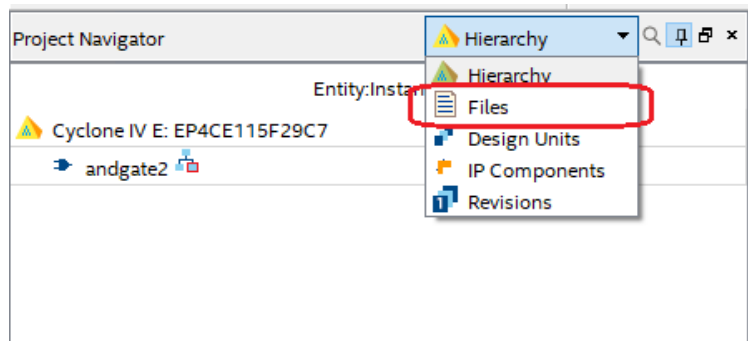 Project Navigator
Hierarchy
Hierarchy
Entity:Instan
Files
Cyclone IV E: EP4CE115F29C7
Design Units
andgate2
IP Components
Revisions